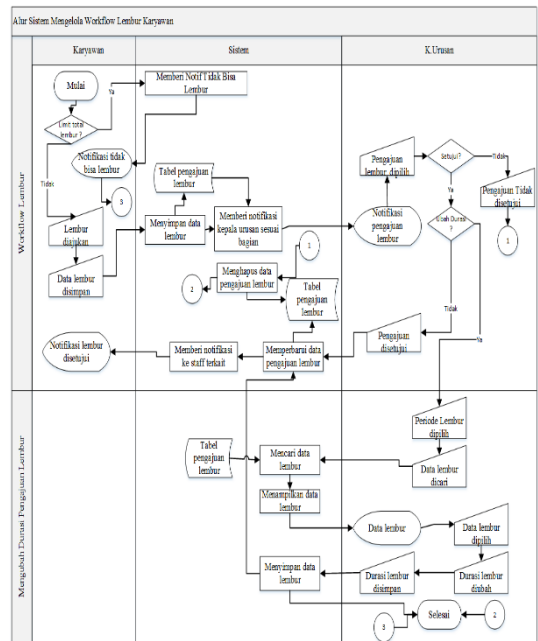 Alur Sistem Mengelola Workflow Lembur Karyawan
Karyawan
Sistem
K.Urusan
Workflow Lembur
Mulai
Ya
Memberi Notif Tidak Bisa
Lembur
Limit total
lembur ?
Tidak
Notifikasi tidak
bisa lembur
3
Lembur
diajukan
Data lembur
disimpan
Tabel pengajuan
lembur
Menyimpan data
lembur
Memberi notifikasi
kepala urusan sesuai
bagian
1
Menghapus data
pengajuan lembur
2
Tabel
pengajuan
lembur
Pengajuan
lembur dipilih
Setujui?
Tidak
Pengajuan Tidak
disetujui
1
Ya
Notifikasi
pengajuan
lembur
Ubah Durasi
?
Tidak
Ya
Pengajuan
disetujui
Memperbarui data
pengajuan lembur
Memberi notifikasi
ke staff terkait
Notifikasi lembur
disetujui
Mengubah Durasi Pengajuan Lembur
Periode Lembur
dipilih
Data lembur
dicari
Tabel
pengajuan
lembur
Mencari data
lembur
Menampilkan data
lembur
Data lembur
Data lembur
dipilih
Durasi lembur
diubah
Durasi lembur
disimpan
Menyimpan data
lembur
3
Selesai
2